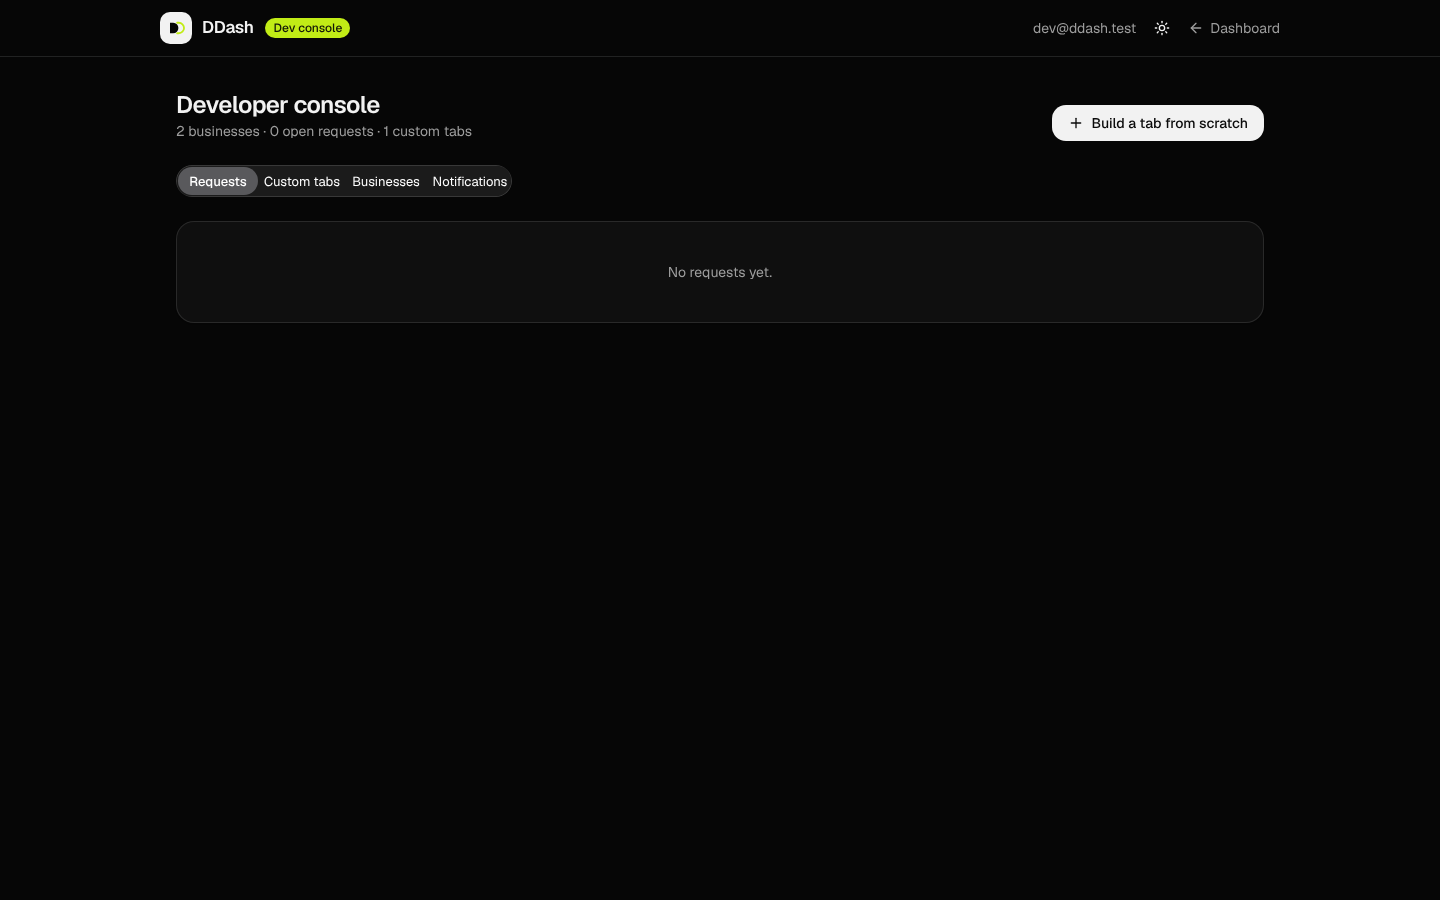 DDash Dev console
dev@ddash.test
Dashboard
Developer console
2 businesses · 0 open requests · 1 custom tabs
Build a tab from scratch
Requests Custom tabs Businesses Notifications
No requests yet.